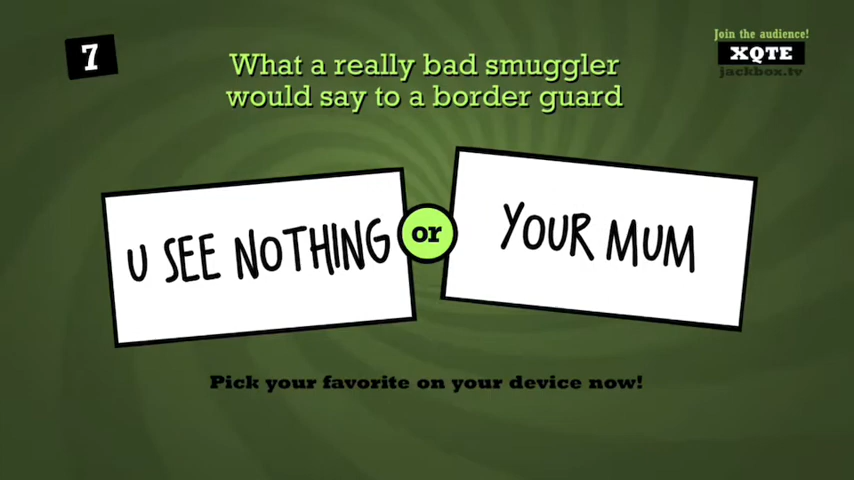 7
Join the audience!
XQTE
jackbox.tv
What a really bad smuggler
would say to a border guard
U SEE NOTHING
or
YOUR MUM
Pick your favorite on your device now!